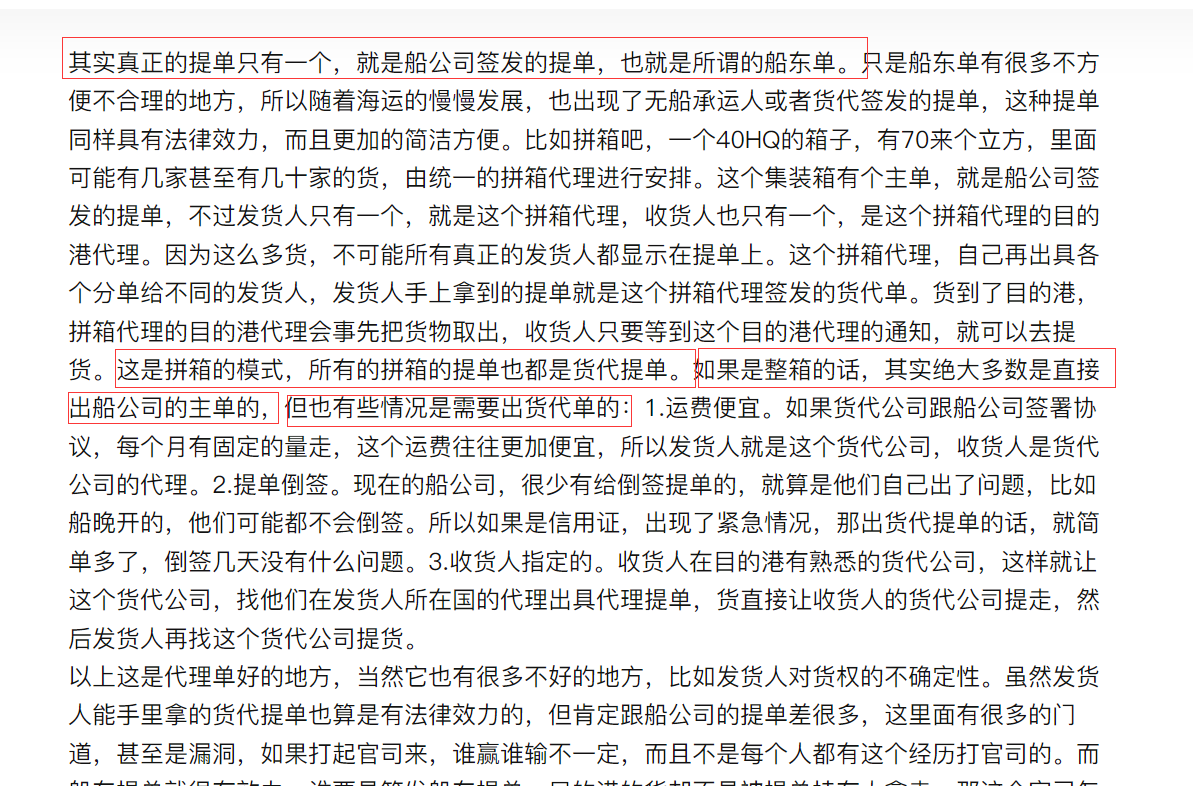 其实真正的提单只有一个，就是船公司签发的提单，也就是所谓的船东单。只是船东单有很多不方
便不合理的地方，所以随着海运的慢慢发展，也出现了无船承运人或者货代签发的提单，这种提单
同样具有法律效力，而且更加的简洁方便。比如拼箱吧，一个40HQ的箱子，有70来个立方，里面
可能有几家甚至有几十家的货，由统一的拼箱代理进行安排。这个集装箱有个主单，就是船公司签
发的提单，不过发货人只有一个，就是这个拼箱代理，收货人也只有一个，是这个拼箱代理的目的
港代理。因为这么多货，不可能所有真正的发货人都显示在提单上。这个拼箱代理，自己再出具各
个分单给不同的发货人，发货人手上拿到的提单就是这个拼箱代理签发的货代单。货到了目的港，
拼箱代理的目的港代理会事先把货物取出，收货人只要等到这个目的港代理的通知，就可以去提
货。这是拼箱的模式，所有的拼箱的提单也都是货代提单。如果是整箱的话，其实绝大多数是直接
出船公司的主单的，但也有些情况是需要出货代单的：1.运费便宜。如果货代公司跟船公司签署协
议，每个月有固定的量走，这个运费往往更加便宜，所以发货人就是这个货代公司，收货人是货代
公司的代理。2.提单倒签。现在的船公司，很少有给倒签提单的，就算是他们自己出了问题，比如
船晚开的，他们可能都不会倒签。所以如果是信用证，出现了紧急情况，那出货代提单的话，就简
单多了，倒签几天没有什么问题。3.收货人指定的。收货人在目的港有熟悉的货代公司，这样就让
这个货代公司，找他们在发货人所在国的代理出具代理提单，货直接让收货人的货代公司提走，然
后发货人再找这个货代公司提货。
以上这是代理单好的地方，当然它也有很多不好的地方，比如发货人对货权的不确定性。虽然发货
人能手里拿的货代提单也算是有法律效力的，但肯定跟船公司的提单差很多，这里面有很多的门
道，甚至是漏洞，如果打起官司来，谁赢谁输不一定，而且不是每个人都有这个经历打官司的。而